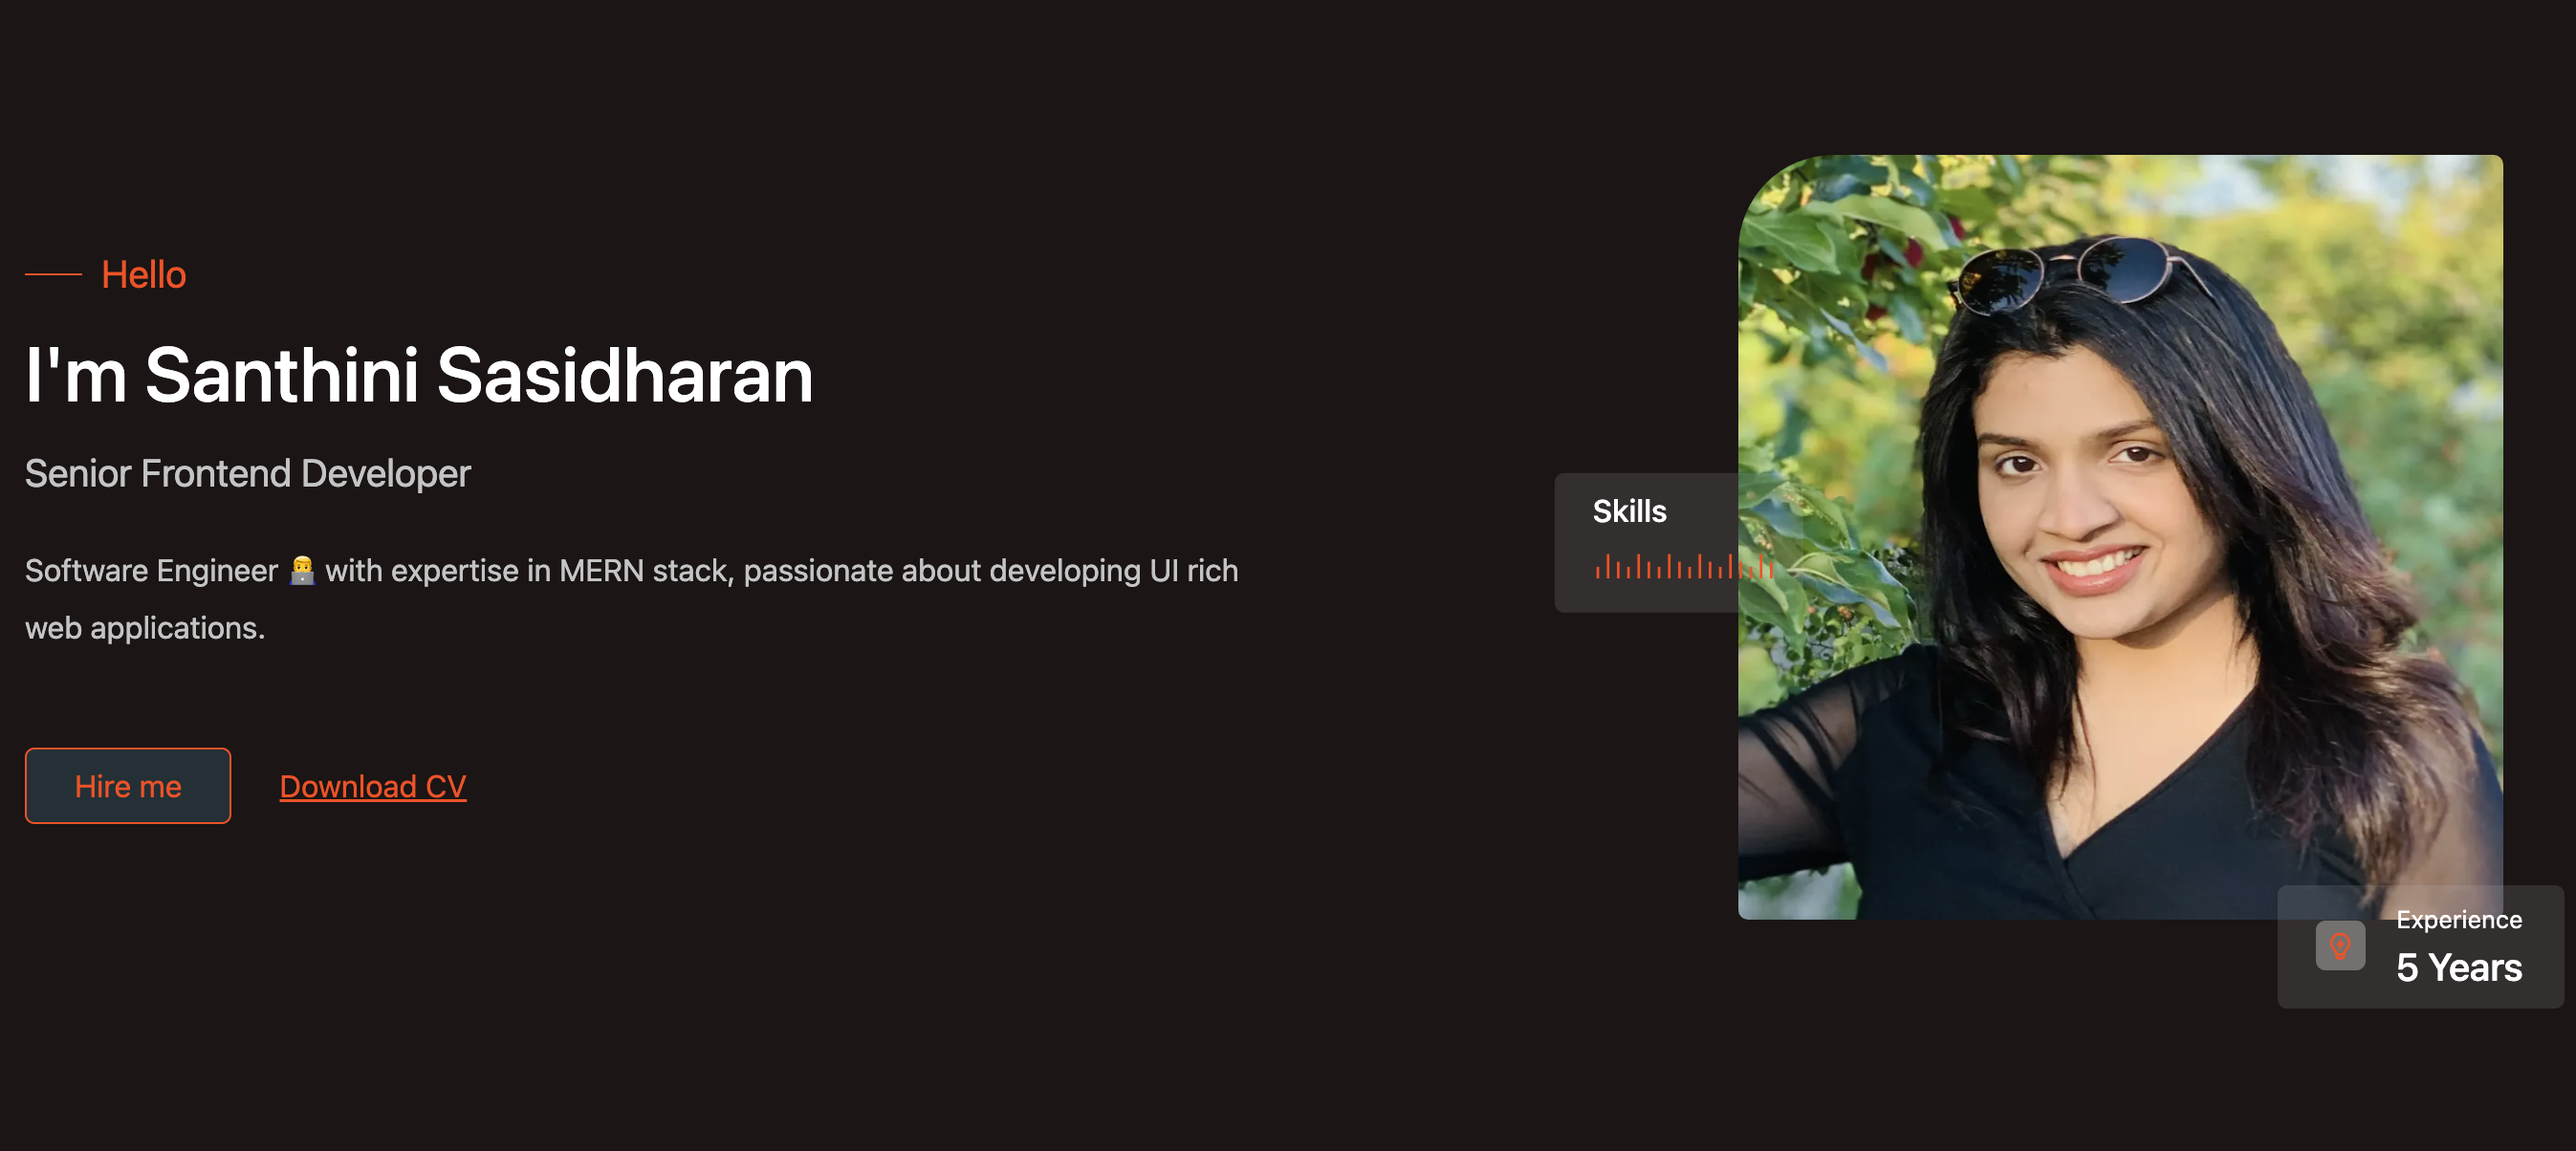 Hello
I'm Santhini Sasidharan
Senior Frontend Developer
Software Engineer 👨‍💻 with expertise in MERN stack, passionate about developing UI rich
web applications.
Hire me
Download CV
Skills
Experience
5 Years